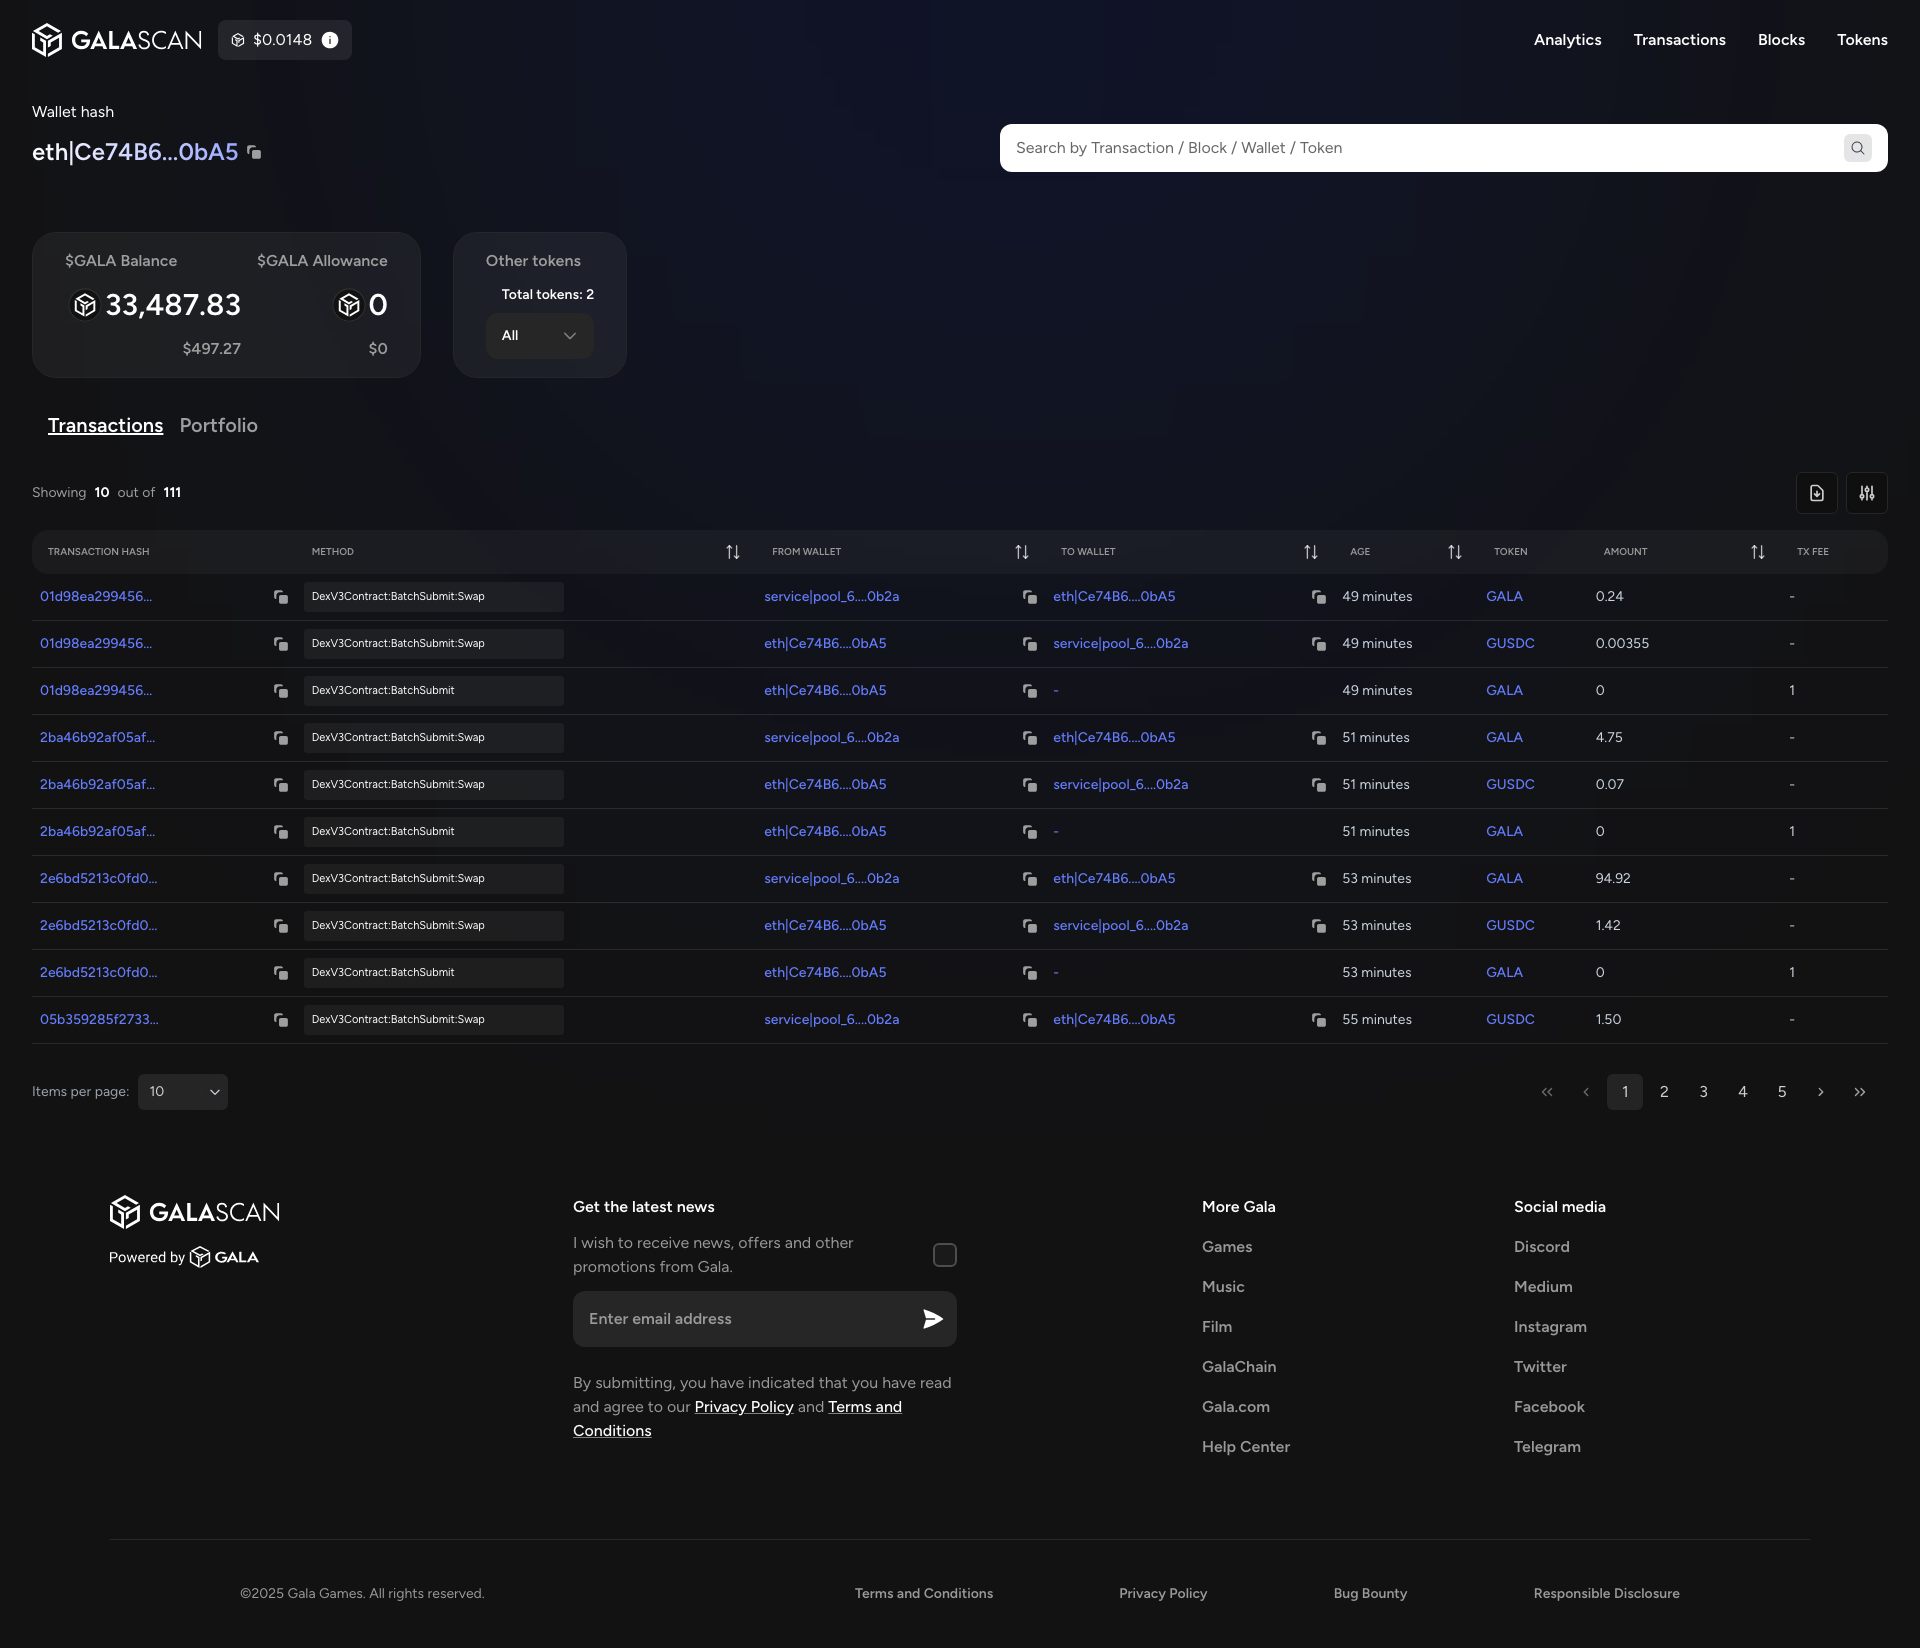 GALASCAN $0.0148 Analytics Transactions Blocks Tokens
Wallet hash
eth|Ce74B6...0bA5
Search by Transaction / Block / Wallet / Token
$GALA Balance $GALA Allowance
33,487.83 0
$497.27 $0
Other tokens
Total tokens: 2
All
Transactions Portfolio
Showing 10 out of 111
TRANSACTION HASH METHOD FROM WALLET TO WALLET AGE TOKEN AMOUNT TX FEE
01d98ea299456... DexV3Contract:BatchSubmit:Swap service|pool_6....0b2a eth|Ce74B6....0bA5 49 minutes GALA 0.24 -
01d98ea299456... DexV3Contract:BatchSubmit:Swap eth|Ce74B6....0bA5 service|pool_6....0b2a 49 minutes GUSDC 0.00355 -
01d98ea299456... DexV3Contract:BatchSubmit eth|Ce74B6....0bA5 - 49 minutes GALA 0 1
2ba46b92af05af... DexV3Contract:BatchSubmit:Swap service|pool_6....0b2a eth|Ce74B6....0bA5 51 minutes GALA 4.75 -
2ba46b92af05af... DexV3Contract:BatchSubmit:Swap eth|Ce74B6....0bA5 service|pool_6....0b2a 51 minutes GUSDC 0.07 -
2ba46b92af05af... DexV3Contract:BatchSubmit eth|Ce74B6....0bA5 - 51 minutes GALA 0 1
2e6bd5213c0fd0... DexV3Contract:BatchSubmit:Swap service|pool_6....0b2a eth|Ce74B6....0bA5 53 minutes GALA 94.92 -
2e6bd5213c0fd0... DexV3Contract:BatchSubmit:Swap eth|Ce74B6....0bA5 service|pool_6....0b2a 53 minutes GUSDC 1.42 -
2e6bd5213c0fd0... DexV3Contract:BatchSubmit eth|Ce74B6....0bA5 - 53 minutes GALA 0 1
05b359285f2733... DexV3Contract:BatchSubmit:Swap service|pool_6....0b2a eth|Ce74B6....0bA5 55 minutes GUSDC 1.50 -
Items per page: 10 « ‹ 1 2 3 4 5 › »
GALASCAN
Powered by GALA
Get the latest news
I wish to receive news, offers and other
promotions from Gala.
Enter email address
By submitting, you have indicated that you have read
and agree to our Privacy Policy and Terms and
Conditions
More Gala
Games
Music
Film
GalaChain
Gala.com
Help Center
Social media
Discord
Medium
Instagram
Twitter
Facebook
Telegram
©2025 Gala Games. All rights reserved. Terms and Conditions Privacy Policy Bug Bounty Responsible Disclosure